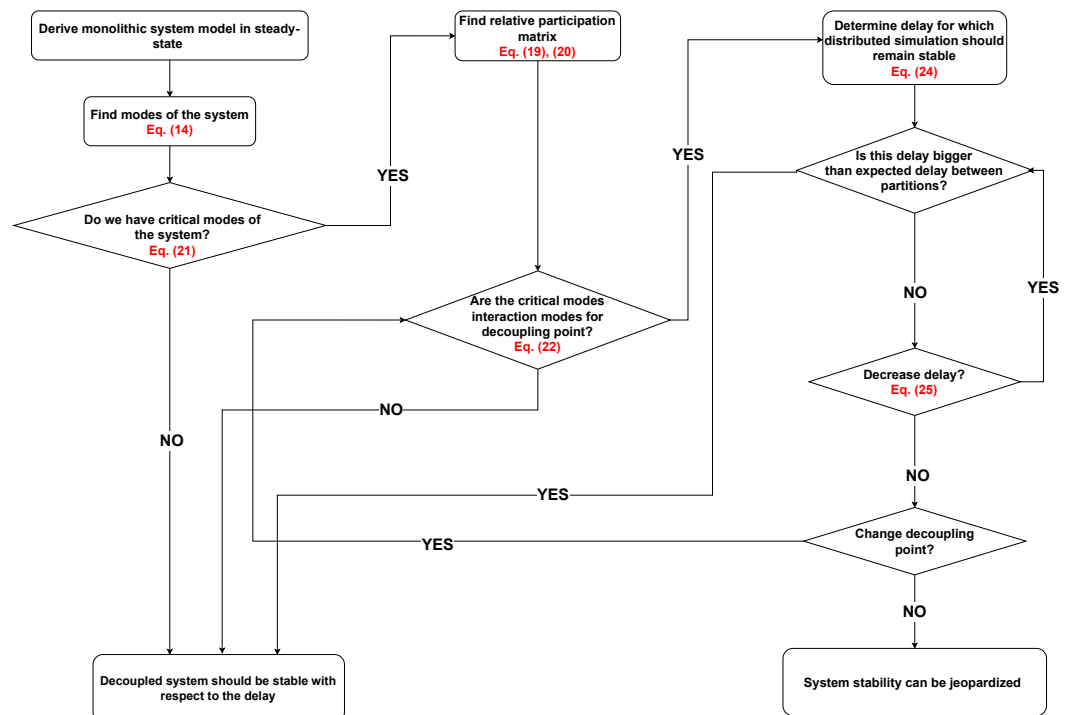 Derive monolithic system model in steady-
state
Find modes of the system
Eq. (14)
Do we have critical modes of
the system?
Eq. (21)
YES
NO
Find relative participation
matrix
Eq. (19), (20)
Are the critical modes
interaction modes for
decoupling point?
Eq. (22)
YES
NO
Determine delay for which
distributed simulation should
remain stable
Eq. (24)
Is this delay bigger
than expected delay between
partitions?
YES
NO
Decrease delay?
Eq. (25)
YES
NO
Change decoupling
point?
YES
NO
Decoupled system should be stable with
respect to the delay
System stability can be jeopardized